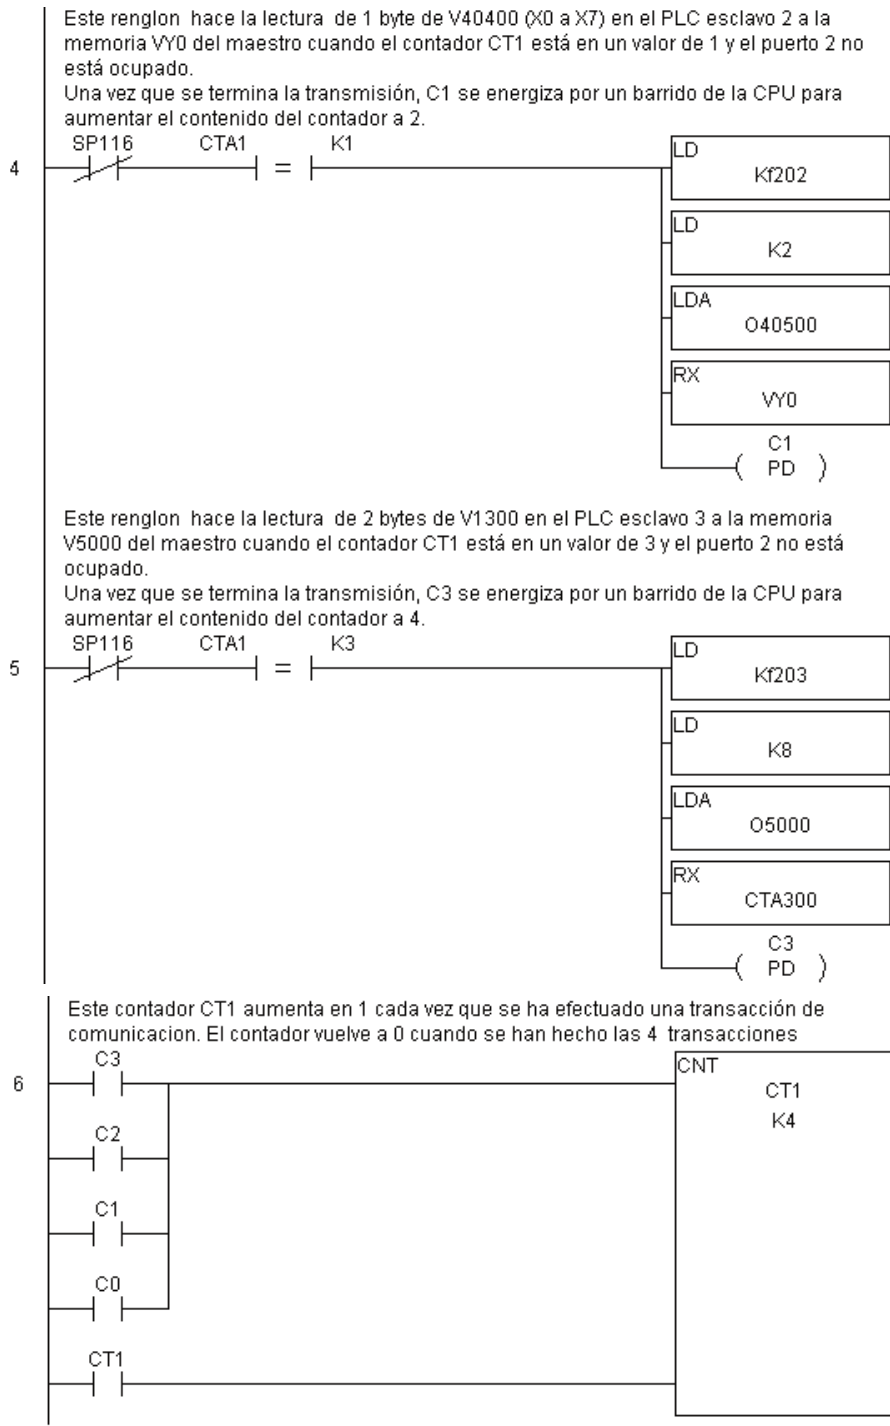 Este renglon hace la lectura de 1 byte de V40400 (X0 a X7) en el PLC esclavo 2 a la
memoria VY0 del maestro cuando el contador CT1 está en un valor de 1 y el puerto 2 no
está ocupado.
Una vez que se termina la transmisión, C1 se energiza por un barrido de la CPU para
aumentar el contenido del contador a 2.
SP116 CTA1 K1
4
=
LD
Kf202
LD
K2
LDA
O40500
RX
VY0
C1
( PD )
Este renglon hace la lectura de 2 bytes de V1300 en el PLC esclavo 3 a la memoria
V5000 del maestro cuando el contador CT1 está en un valor de 3 y el puerto 2 no está
ocupado.
Una vez que se termina la transmisión, C3 se energiza por un barrido de la CPU para
aumentar el contenido del contador a 4.
SP116 CTA1 K3
5
=
LD
Kf203
LD
K8
LDA
O5000
RX
CTA300
C3
( PD )
Este contador CT1 aumenta en 1 cada vez que se ha efectuado una transacción de
comunicacion. El contador vuelve a 0 cuando se han hecho las 4 transacciones
C3
6
CNT
CT1
K4
C2
C1
C0
CT1